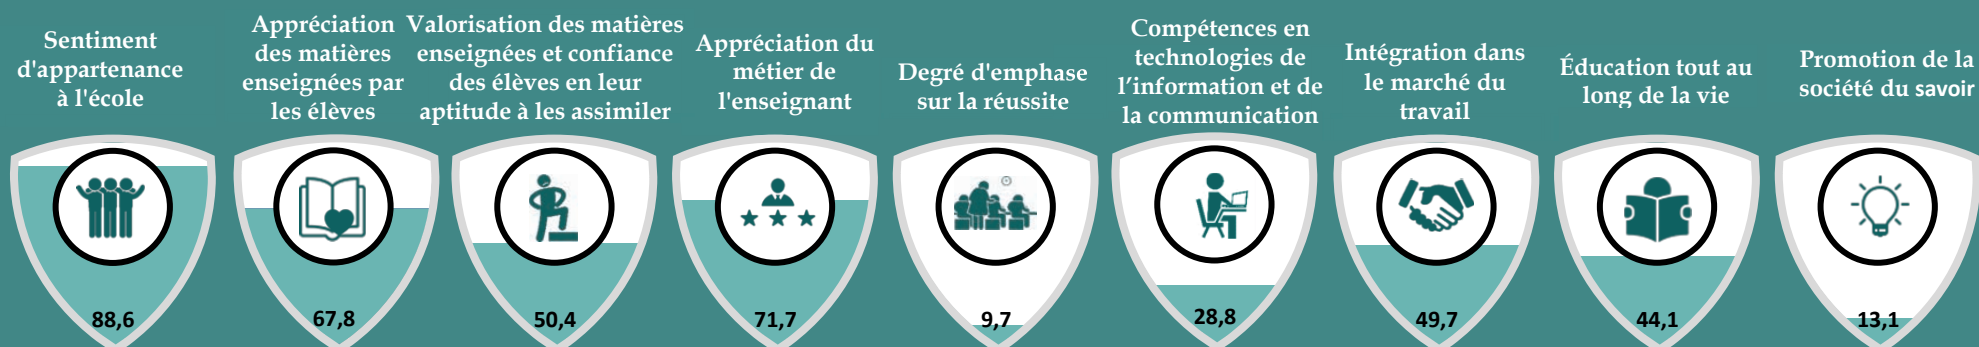 Sentiment
d'appartenance
à l'école
Appréciation
des matières
enseignées par
les élèves
Valorisation des matières
enseignées et confiance
des élèves en leur
aptitude à les assimiler
Appréciation du
métier de
l'enseignant
Degré d'emphase
sur la réussite
Compétences en
technologies de
l’information et de
la communication
Intégration dans
le marché du
travail
Éducation tout au
long de la vie
Promotion de la
société du savoir
88,6
67,8
50,4
71,7
9,7
28,8
49,7
44,1
13,1